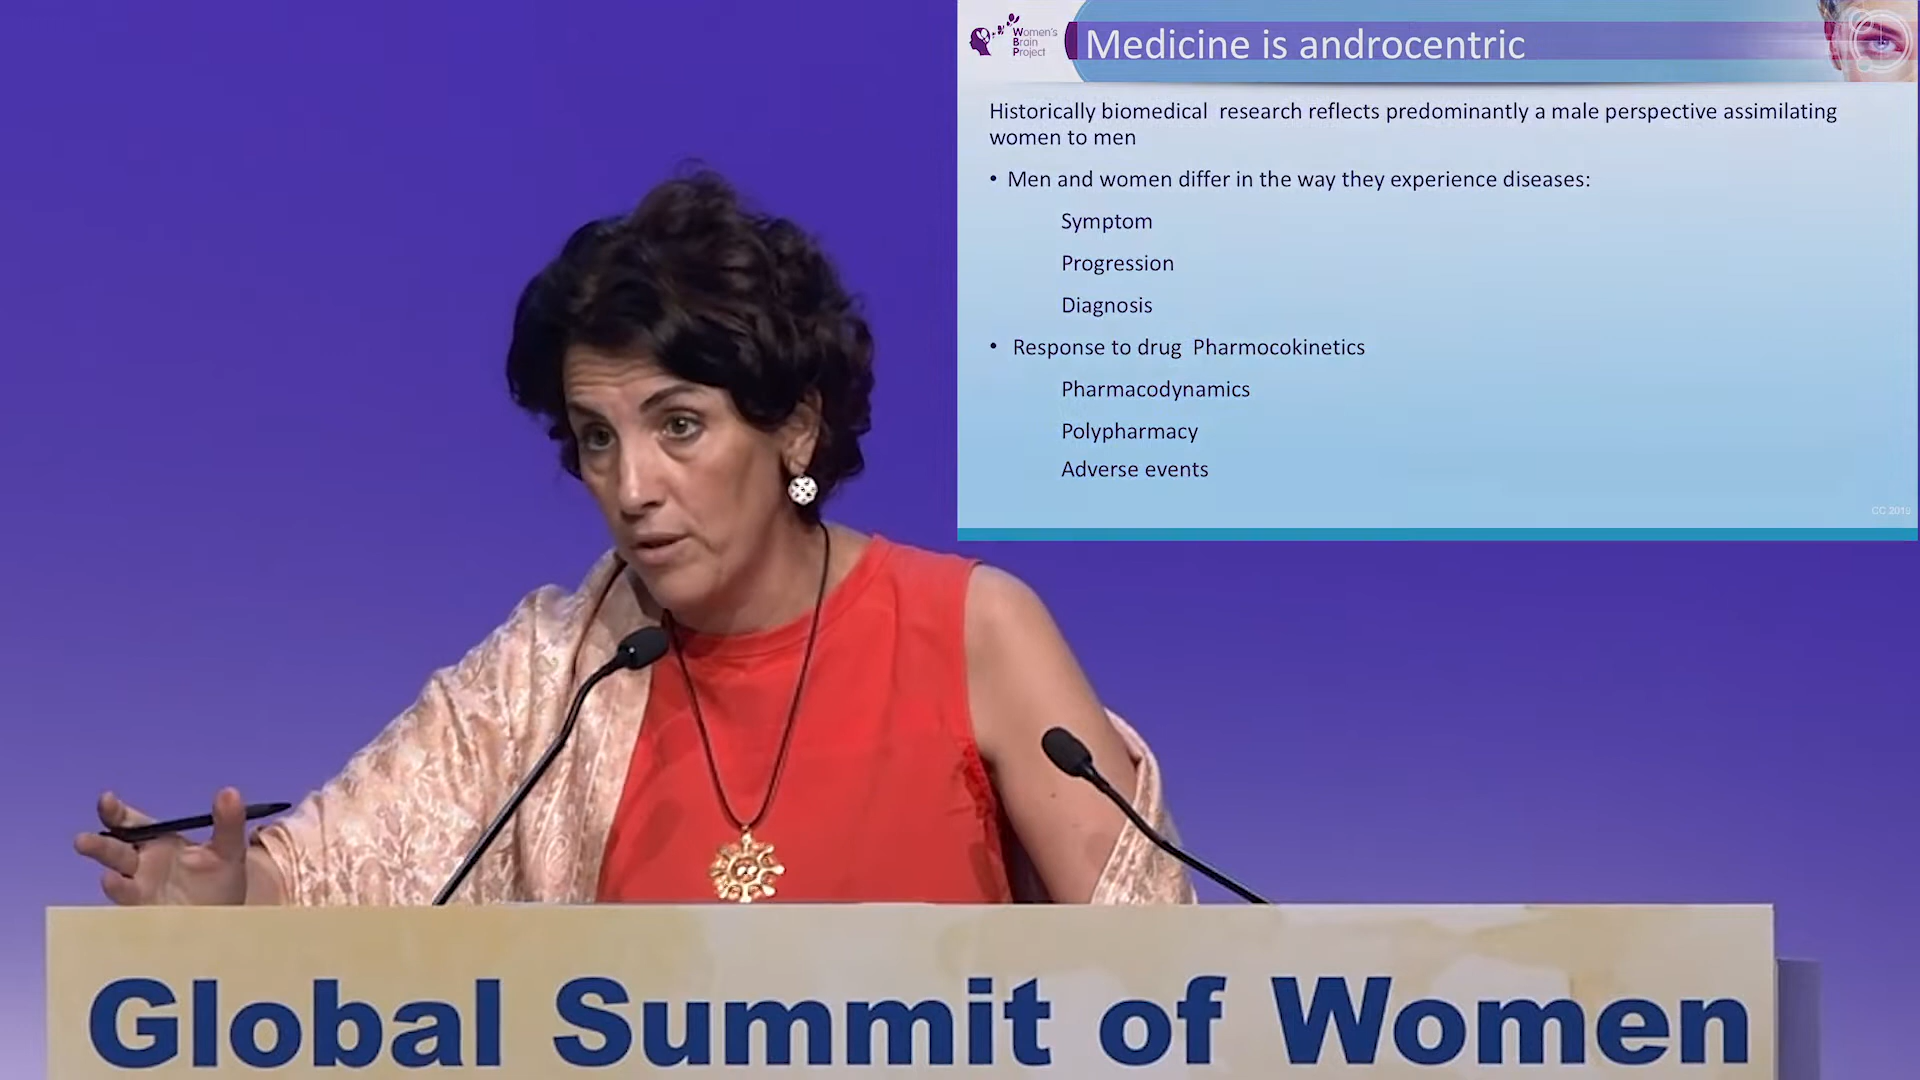 Women's
Brain
Project
Medicine is androcentric
Historically biomedical research reflects predominantly a male perspective assimilating
women to men
• Men and women differ in the way they experience diseases:
Symptom
Progression
Diagnosis
• Response to drug Pharmocokinetics
Pharmacodynamics
Polypharmacy
Adverse events
CC 2019
Global Summit of Women